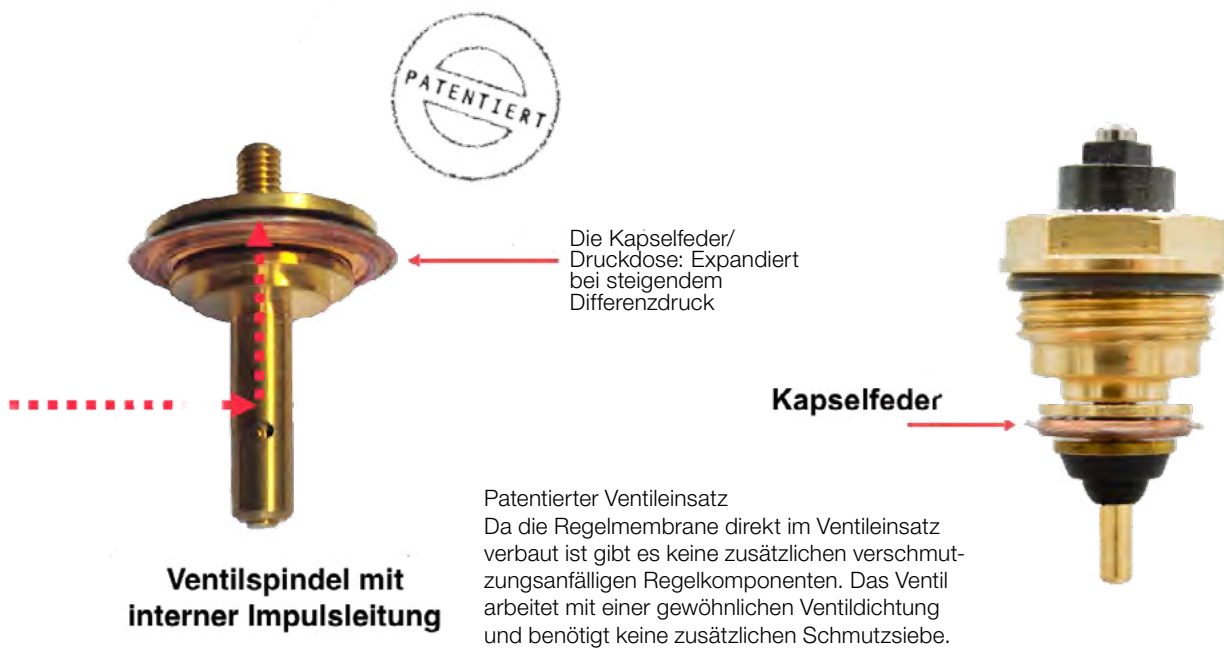 PATENTIERT
Die Kapselfeder/
Druckdose: Expandiert
bei steigendem
Differenzdruck
Kapselfeder
Patentierter Ventileinsatz
Da die Regelmembrane direkt im Ventileinsatz
verbaut ist gibt es keine zusätzlichen verschmut-
zungsanfälligen Regelkomponenten. Das Ventil
arbeitet mit einer gewöhnlichen Ventildichtung
und benötigt keine zusätzlichen Schmutzsiebe.
Ventilspindel mit
interner Impulsleitung